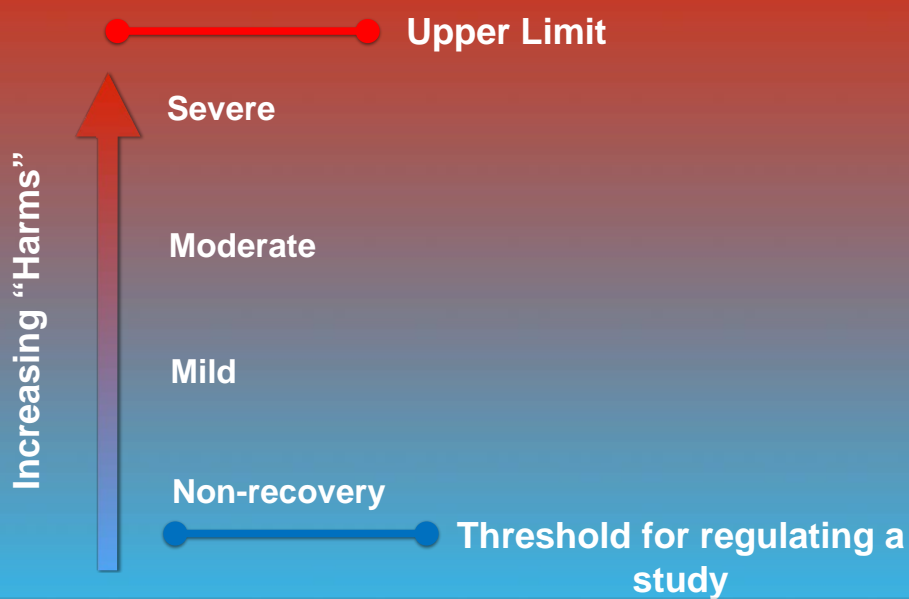 Upper Limit
Severe
Moderate
Mild
Non-recovery
Threshold for regulating a
study
Increasing “Harms”